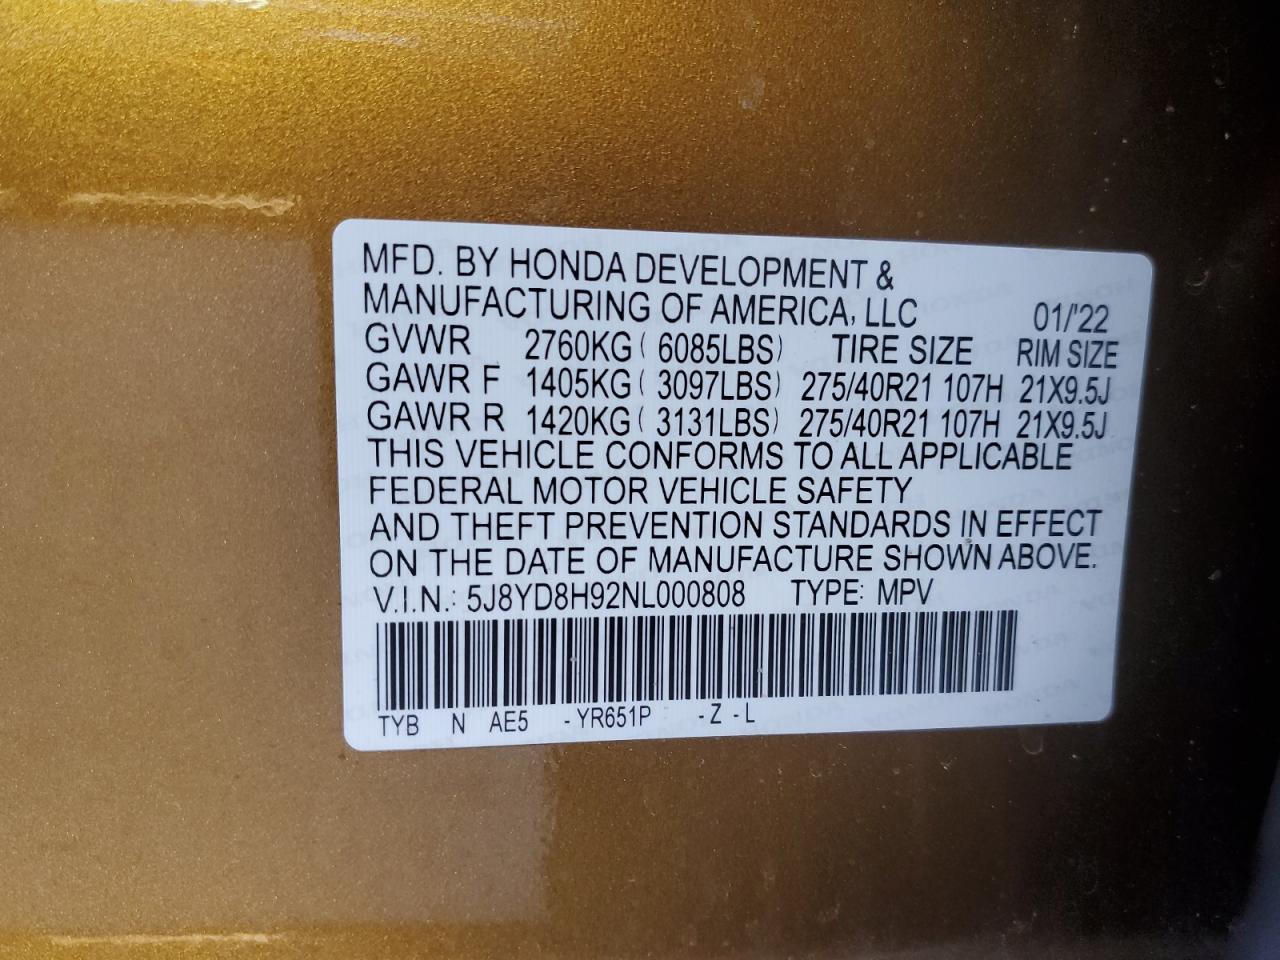 MFD. BY HONDA DEVELOPMENT &
MANUFACTURING OF AMERICA, LLC 01/'22
GVWR 2760KG ( 6085LBS) TIRE SIZE RIM SIZE
GAWR F 1405KG ( 3097LBS) 275/40R21 107H 21X9.5J
GAWR R 1420KG ( 3131LBS) 275/40R21 107H 21X9.5J
THIS VEHICLE CONFORMS TO ALL APPLICABLE
FEDERAL MOTOR VEHICLE SAFETY
AND THEFT PREVENTION STANDARDS IN EFFECT
ON THE DATE OF MANUFACTURE SHOWN ABOVE.
V.I.N.: 5J8YD8H92NL000808 TYPE: MPV
TYB N AE5 -YR651P -Z -L